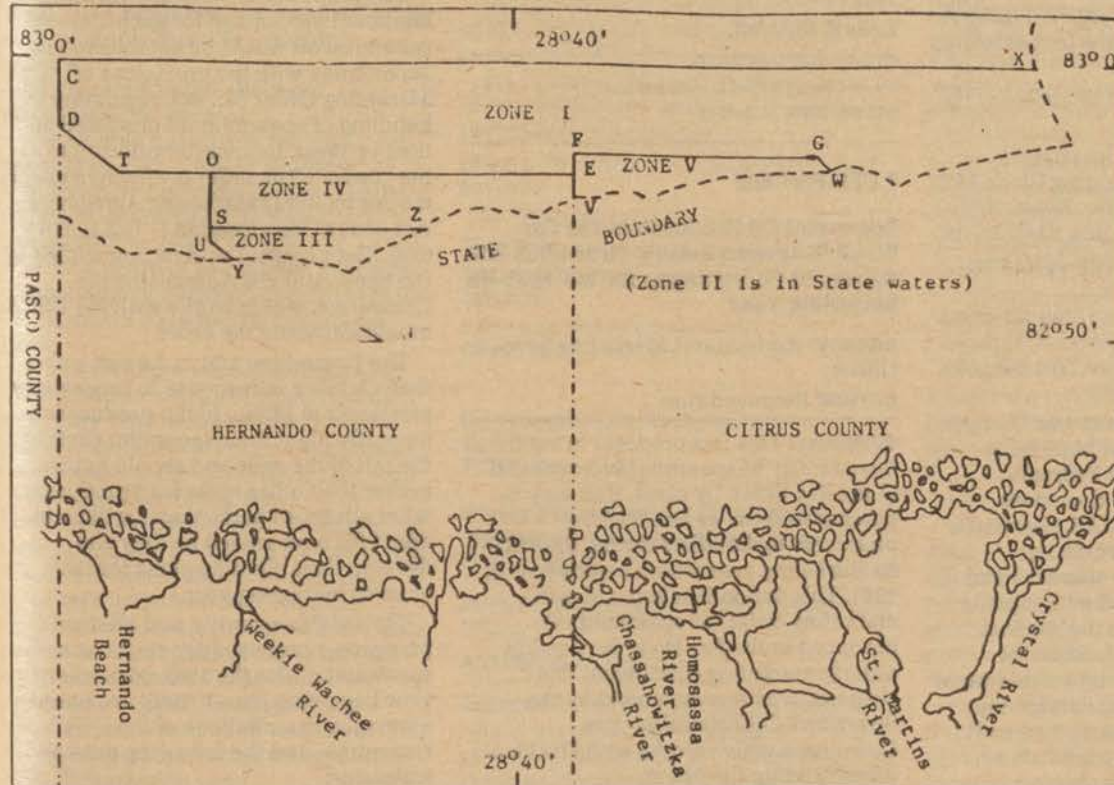 28°40'
83°0'
83°0
X
C
D
ZONE I
F
G
T
O
E
ZONE V
W
ZONE IV
V
S
Z
BOUNDARY
U
ZONE III
STATE
Y
(Zone II is in State waters)
PASCO COUNTY
82°50'
HERNANDO COUNTY
CITRUS COUNTY
Hernando
Beach
Weekie Wachee
River
Chassahowitzka
River
Homosassa
River
St. Martins
River
Crystal River
28°40'